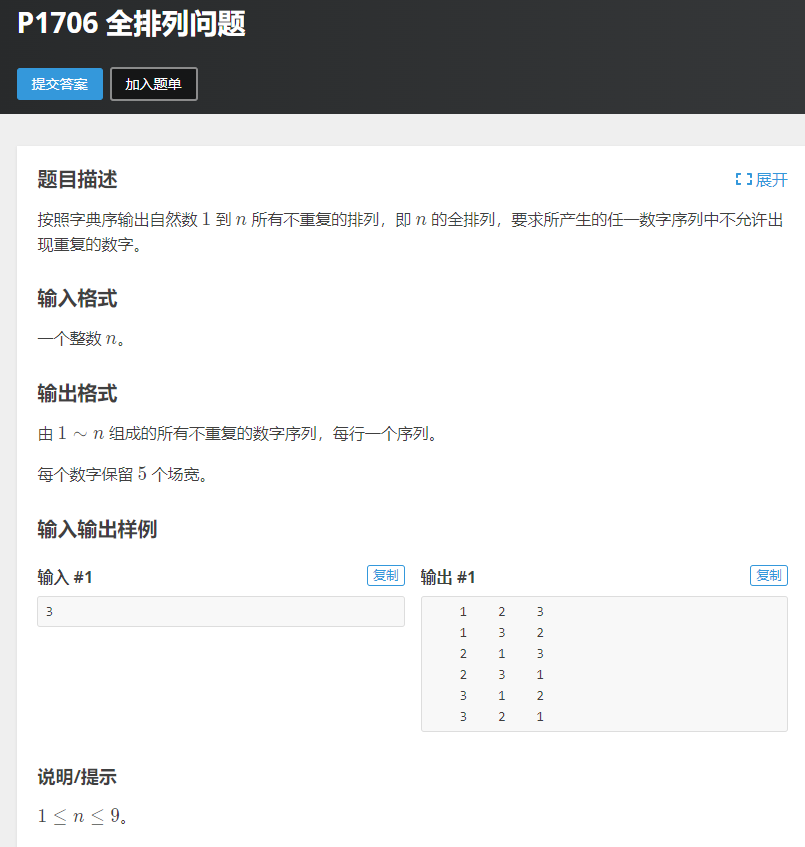 P1706 全排列问题
提交答案 加入题单
题目描述 展开
按照字典序输出自然数 1 到 n 所有不重复的排列，即 n 的全排列，要求所产生的任一数字序列中不允许出
现重复的数字。
输入格式
一个整数 n。
输出格式
由 1 ∼ n 组成的所有不重复的数字序列，每行一个序列。
每个数字保留 5 个场宽。
输入输出样例
输入 #1 复制
3
输出 #1 复制
1 2 3
1 3 2
2 1 3
2 3 1
3 1 2
3 2 1
说明/提示
1 ≤ n ≤ 9。